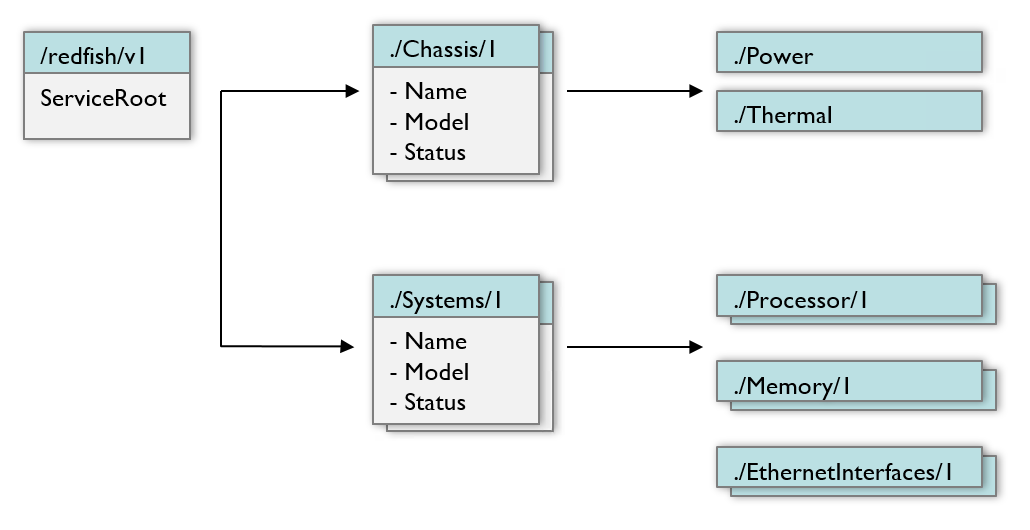 /redfish/v1
ServiceRoot
./Chassis/1
- Name
- Model
- Status
./Power
./Thermal
./Systems/1
- Name
- Model
- Status
./Processor/1
./Memory/1
./EthernetInterfaces/1